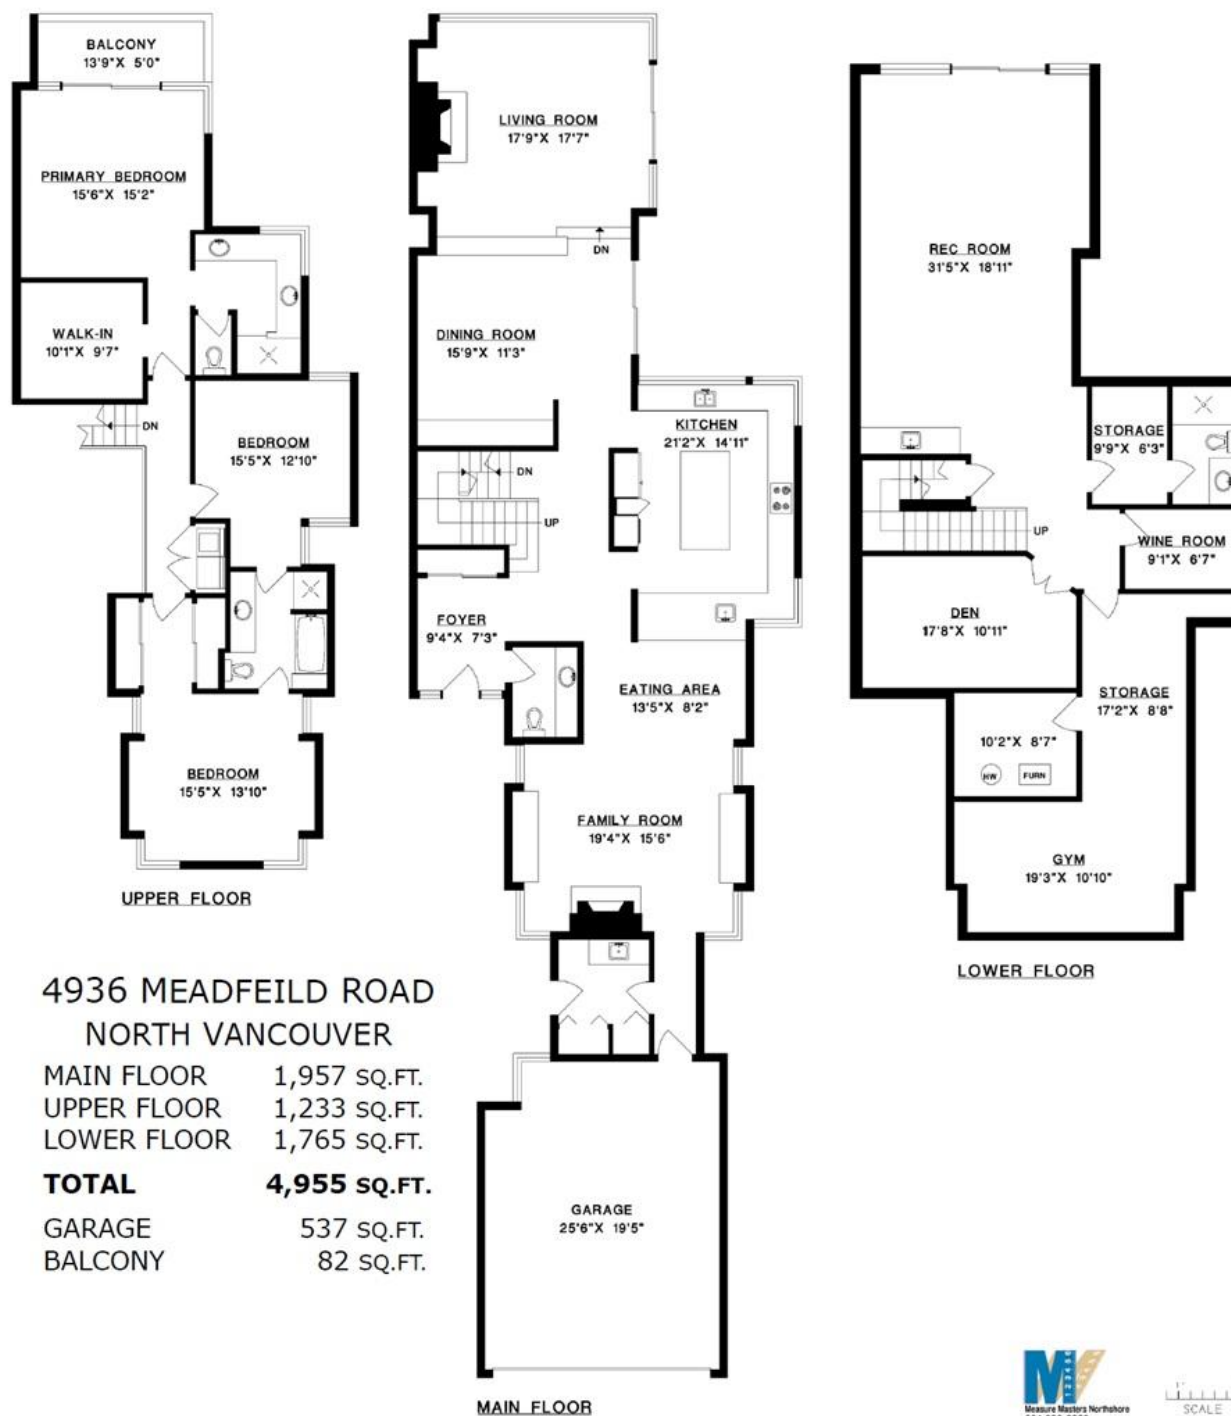 BALCONY
13'9"X 5'0"
PRIMARY BEDROOM
15'6"X 15'2"
WALK-IN
10'1"X 9'7"
DN
BEDROOM
15'5"X 12'10"
BEDROOM
15'5"X 13'10"
UPPER FLOOR
LIVING ROOM
17'9"X 17'7"
DN
DINING ROOM
15'9"X 11'3"
KITCHEN
21'2"X 14'11"
DN
UP
FOYER
9'4"X 7'3"
EATING AREA
13'5"X 8'2"
FAMILY ROOM
19'4"X 15'6"
GARAGE
25'6"X 19'5"
MAIN FLOOR
REC ROOM
31'5"X 18'11"
STORAGE
9'9"X 6'3"
UP
WINE ROOM
9'1"X 6'7"
DEN
17'8"X 10'11"
STORAGE
17'2"X 8'8"
10'2"X 8'7"
HW
FURN
GYM
19'3"X 10'10"
LOWER FLOOR
4936 MEADFEILD ROAD
NORTH VANCOUVER
MAIN FLOOR 1,957 SQ.FT.
UPPER FLOOR 1,233 SQ.FT.
LOWER FLOOR 1,765 SQ.FT.
TOTAL 4,955 SQ.FT.
GARAGE 537 SQ.FT.
BALCONY 82 SQ.FT.
M
123456
Measure Masters Northshore
SCALE